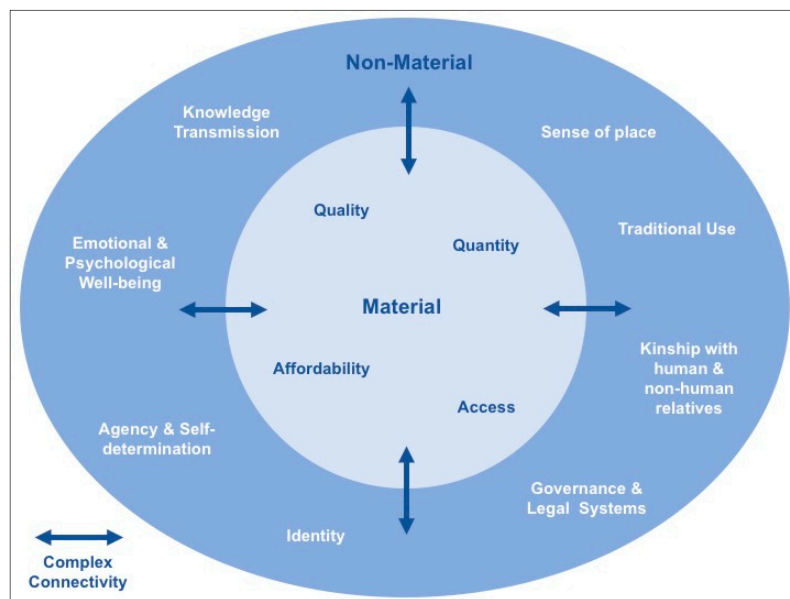 Non-Material
Knowledge
Transmission
Sense of place
Quality
Traditional Use
Quantity
Emotional &
Psychological
Well-being
Material
Kinship with
human &
non-human
relatives
Affordability
Access
Agency & Self-
determination
Governance &
Legal Systems
Identity
Complex
Connectivity